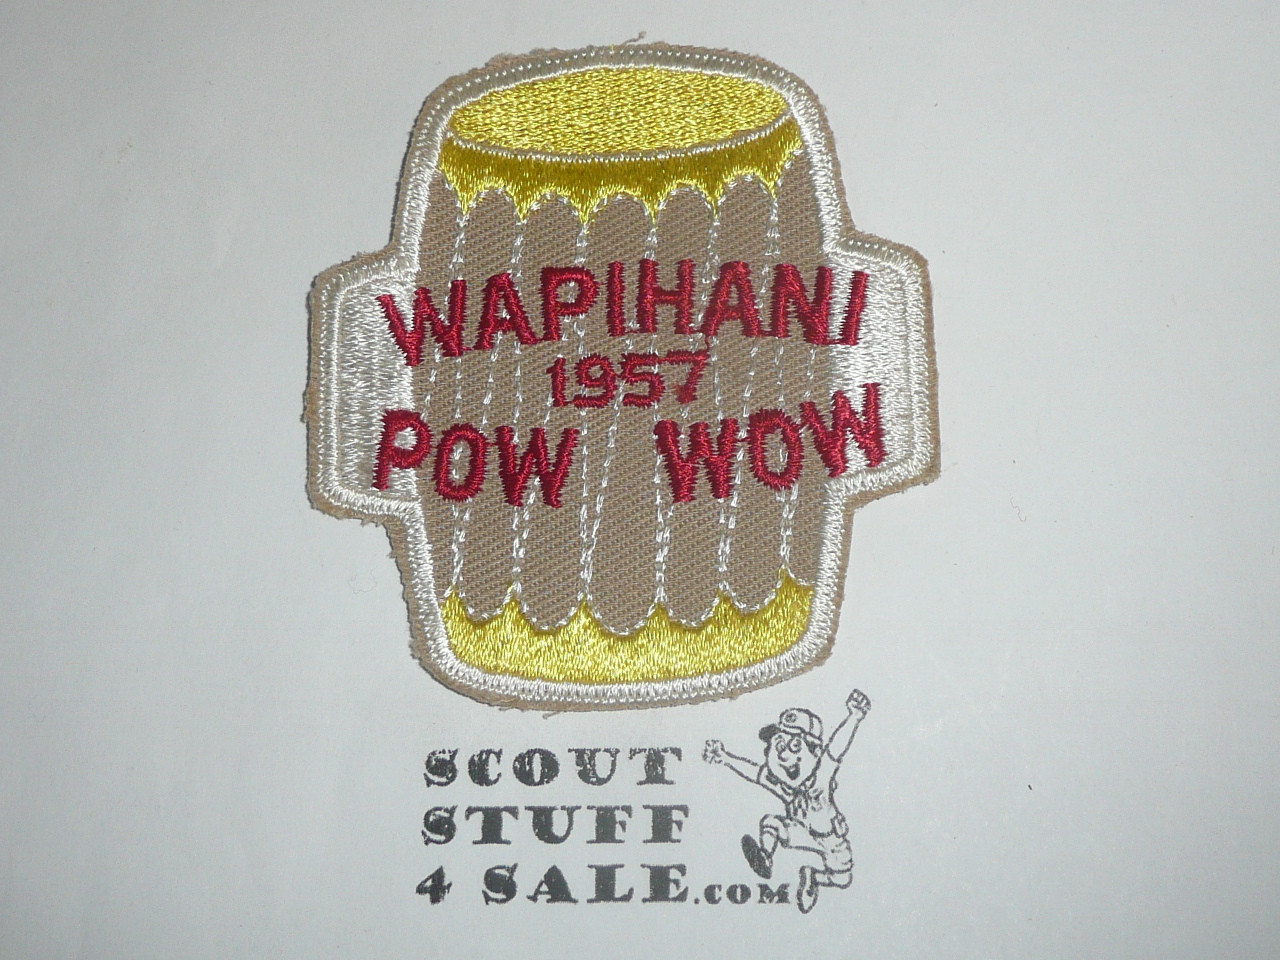 WAPIHANI
1957
POW WOW
SCOUT
STUFF
4 SALE.COM